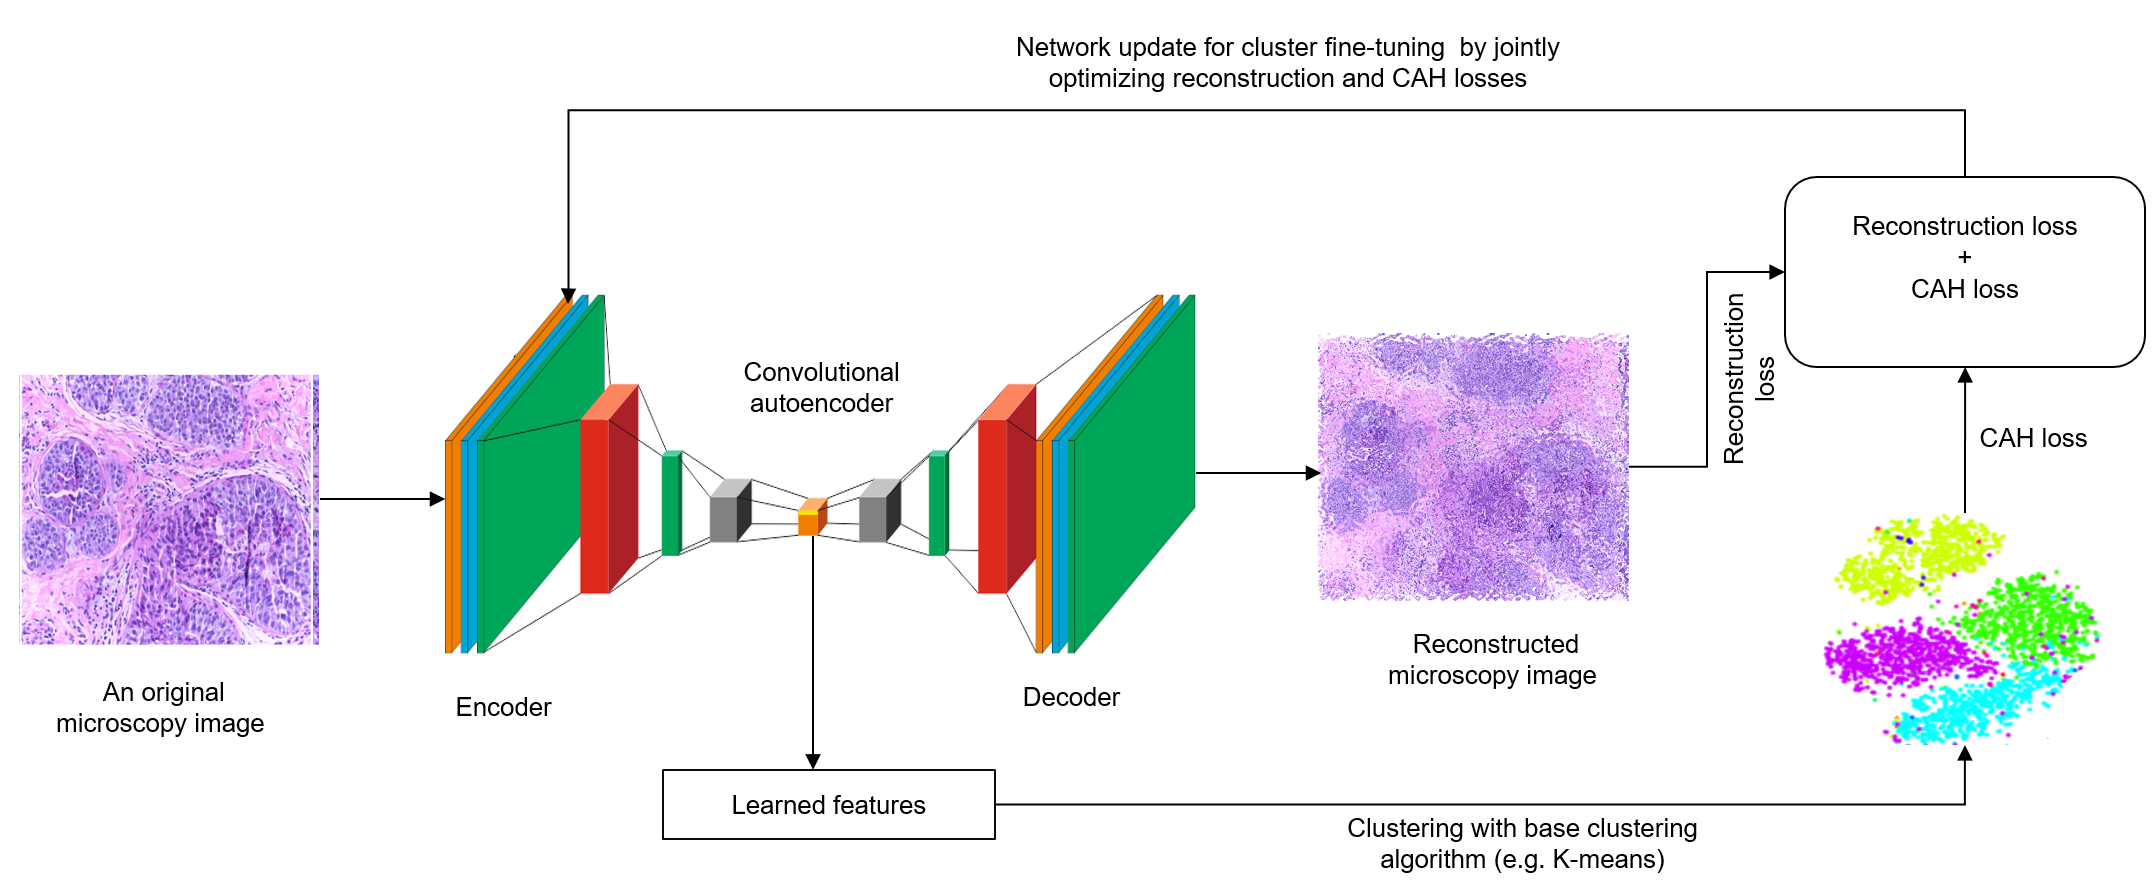 Network update for cluster fine-tuning by jointly
optimizing reconstruction and CAH losses
Reconstruction loss
+
CAH loss
Reconstruction
loss
Convolutional
autoencoder
CAH loss
Reconstructed
microscopy image
An original
microscopy image
Encoder
Decoder
Learned features
Clustering with base clustering
algorithm (e.g. K-means)